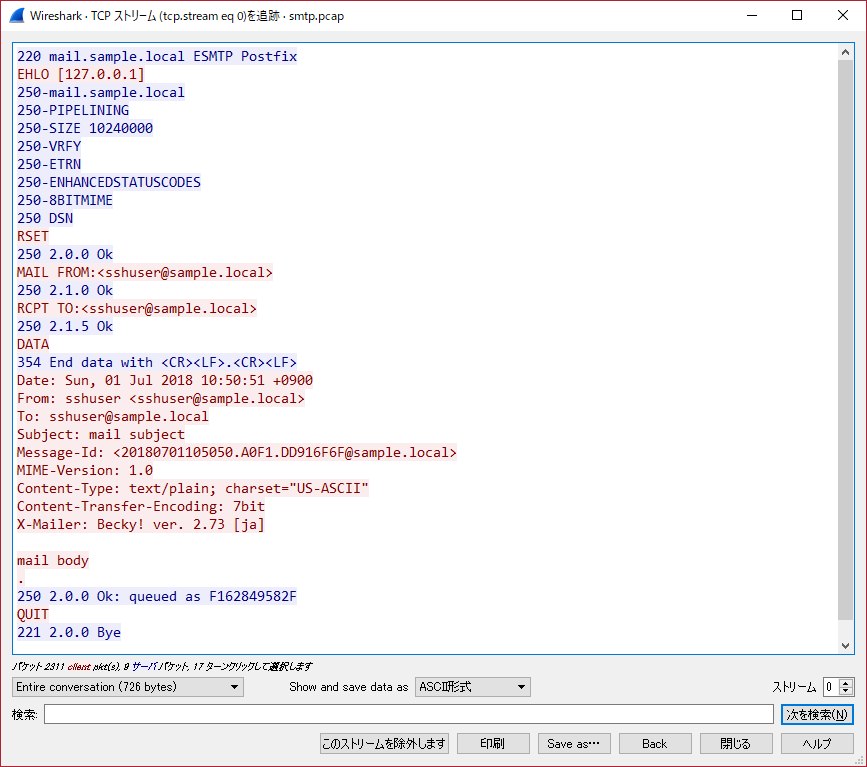 Wireshark · TCP ストリーム (tcp.stream eq 0)を追跡 · smtp.pcap
220 mail.sample.local ESMTP Postfix
EHLO [127.0.0.1]
250-mail.sample.local
250-PIPELINING
250-SIZE 10240000
250-VRFY
250-ETRN
250-ENHANCEDSTATUSCODES
250-8BITMIME
250 DSN
RSET
250 2.0.0 Ok
MAIL FROM:<sshuser@sample.local>
250 2.1.0 Ok
RCPT TO:<sshuser@sample.local>
250 2.1.5 Ok
DATA
354 End data with <CR><LF>.<CR><LF>
Date: Sun, 01 Jul 2018 10:50:51 +0900
From: sshuser <sshuser@sample.local>
To: sshuser@sample.local
Subject: mail subject
Message-Id: <20180701105050.A0F1.DD916F6F@sample.local>
MIME-Version: 1.0
Content-Type: text/plain; charset="US-ASCII"
Content-Transfer-Encoding: 7bit
X-Mailer: Becky! ver. 2.73 [ja]
mail body
.
250 2.0.0 Ok: queued as F162849582F
QUIT
221 2.0.0 Bye
パケット 2311 client pkt(s), 9 サーバ パケット, 17 ターンクリックして選択します
Entire conversation (726 bytes) Show and save data as ASCII形式 ストリーム 0
検索: 次を検索(N)
このストリームを除外します 印刷 Save as… Back 閉じる ヘルプ